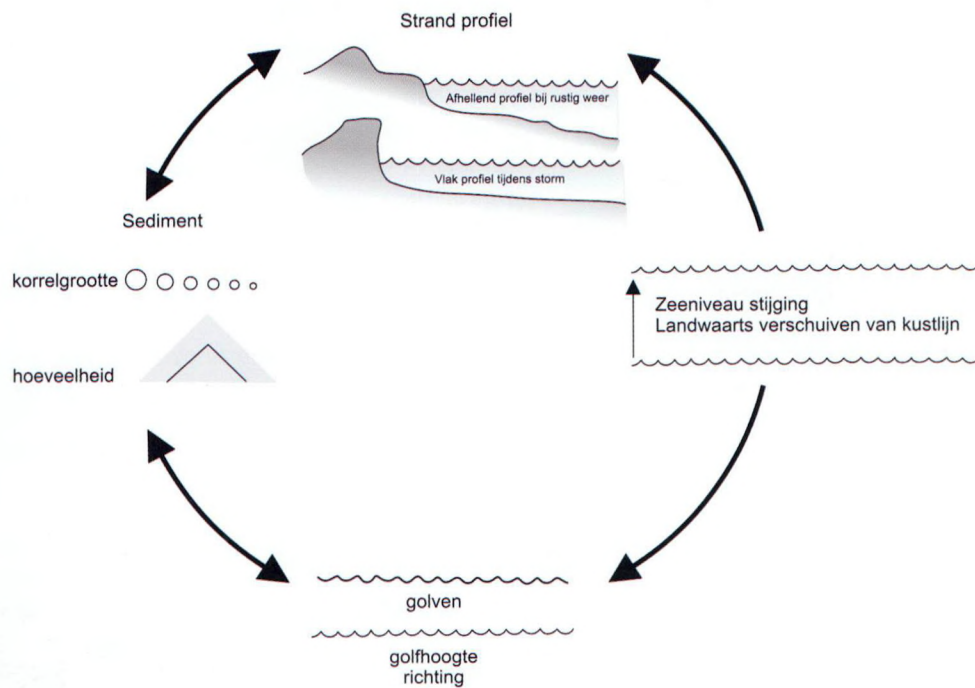 Strand profiel
Afhellend profiel bij rustig weer
Vlak profiel tijdens storm
Sediment
korrelgrootte
hoeveelheid
Zeeniveau stijging
Landwaarts verschuiven van kustlijn
golven
golfhoogte
richting